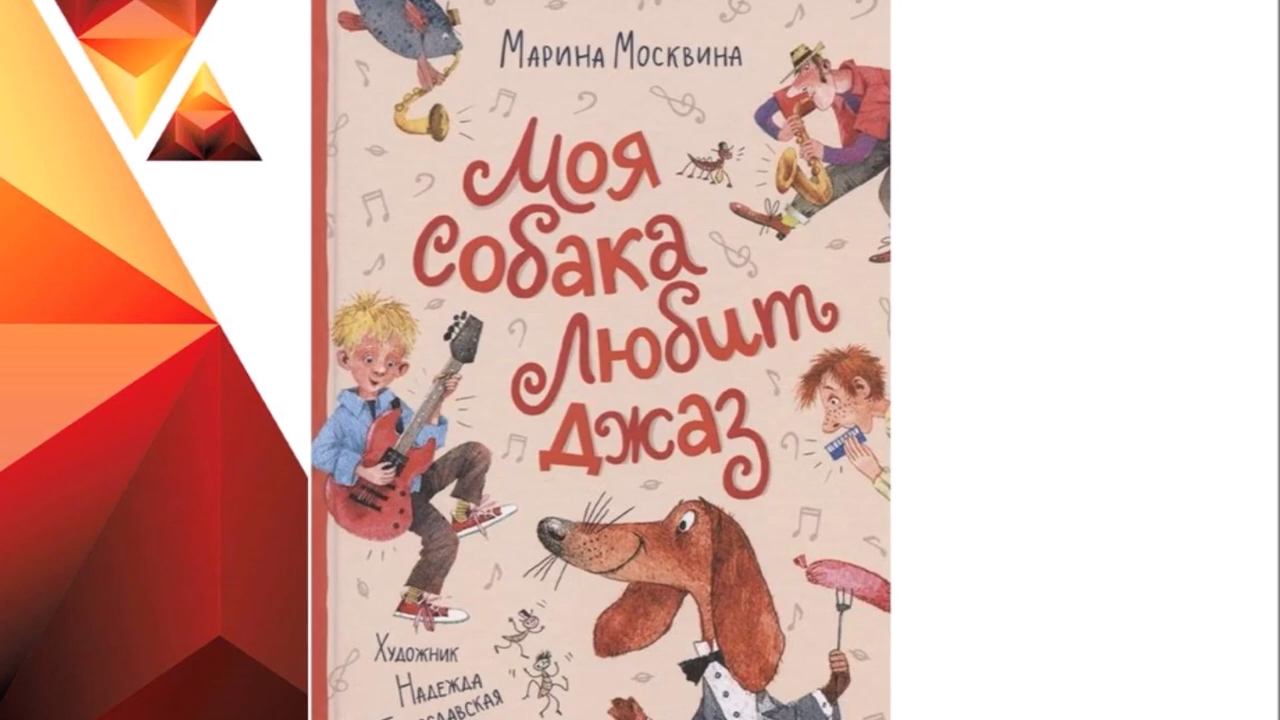 Марина Москвина
Моя
собака
любит
джаз
Художник
Надежда